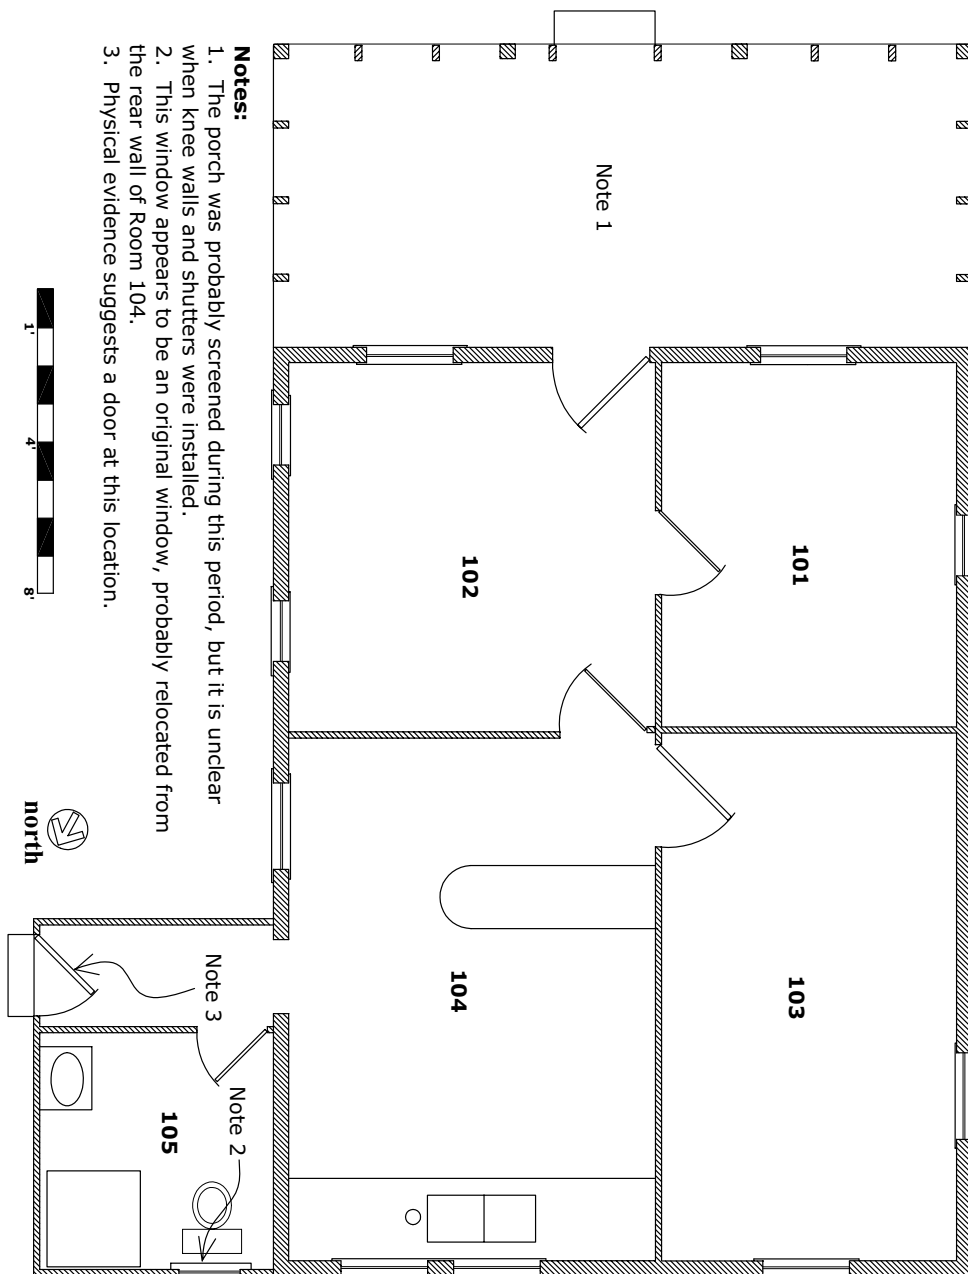 Note 1
101
102
103
104
105
Note 2
Note 3
Notes:
1. The porch was probably screened during this period, but it is unclear
when knee walls and shutters were installed.
2. This window appears to be an original window, probably relocated from
the rear wall of Room 104.
3. Physical evidence suggests a door at this location.
1' 4' 8'
north